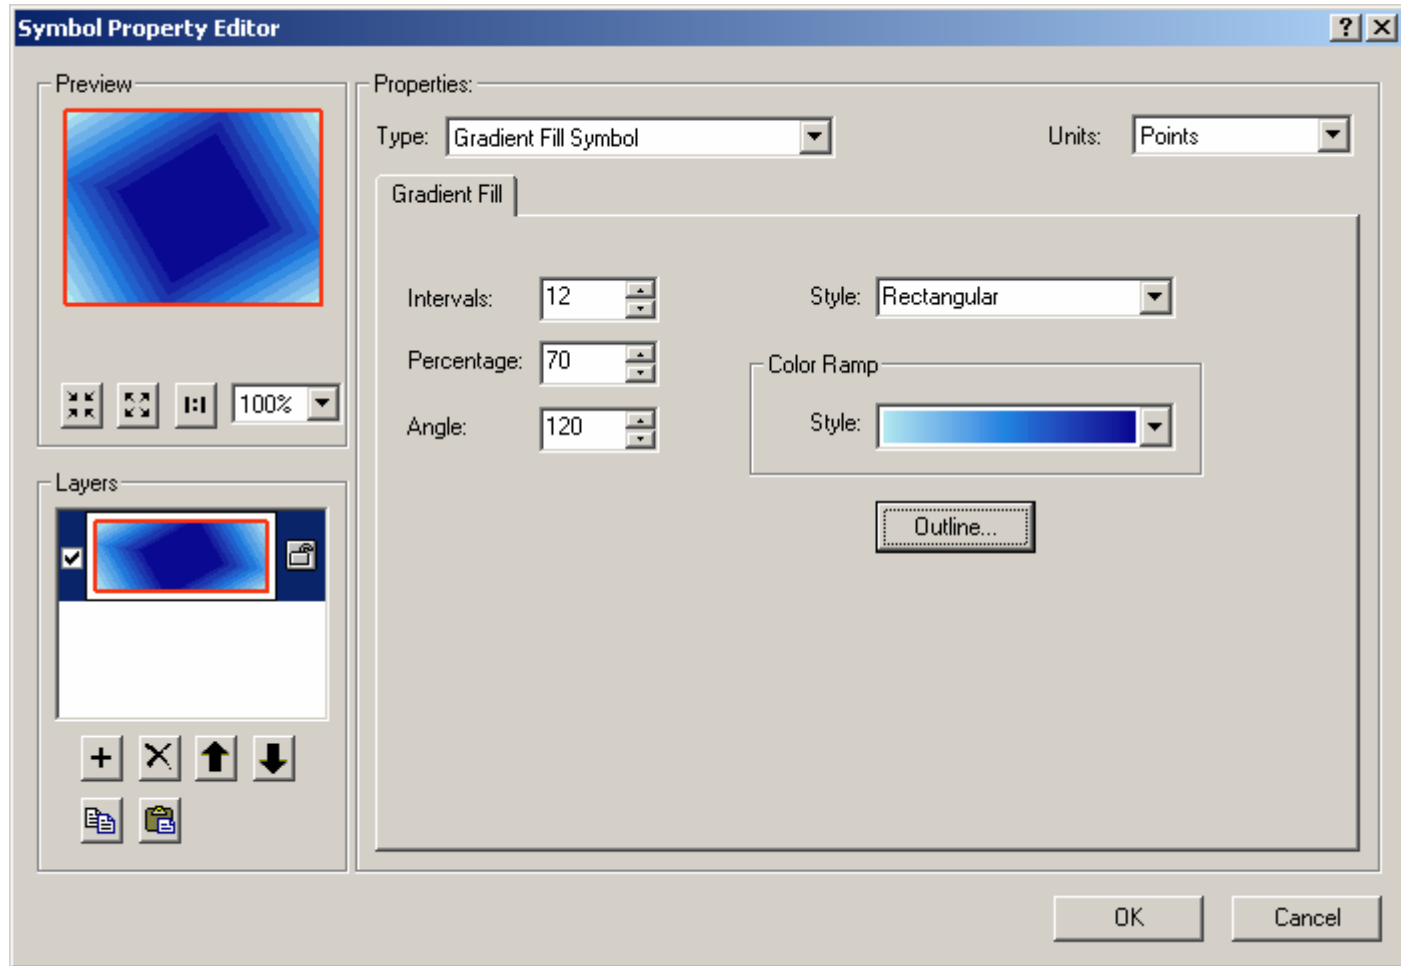 Symbol Property Editor
Preview
100%
Layers
Properties:
Type: Gradient Fill Symbol
Units: Points
Gradient Fill
Intervals: 12
Style: Rectangular
Percentage: 70
Color Ramp
Angle: 120
Style:
Outline...
OK
Cancel